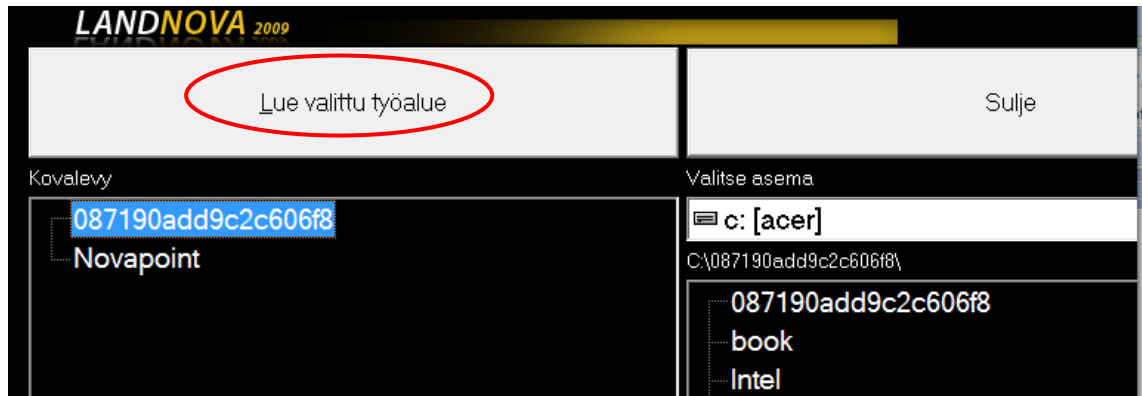 LANDNOVA 2009
Lue valittu työalue
Sulje
Kovalevy
087190add9c2c606f8
Novapoint
Valitse asema
c: [acer]
C:\087190add9c2c606f8\
087190add9c2c606f8
book
Intel